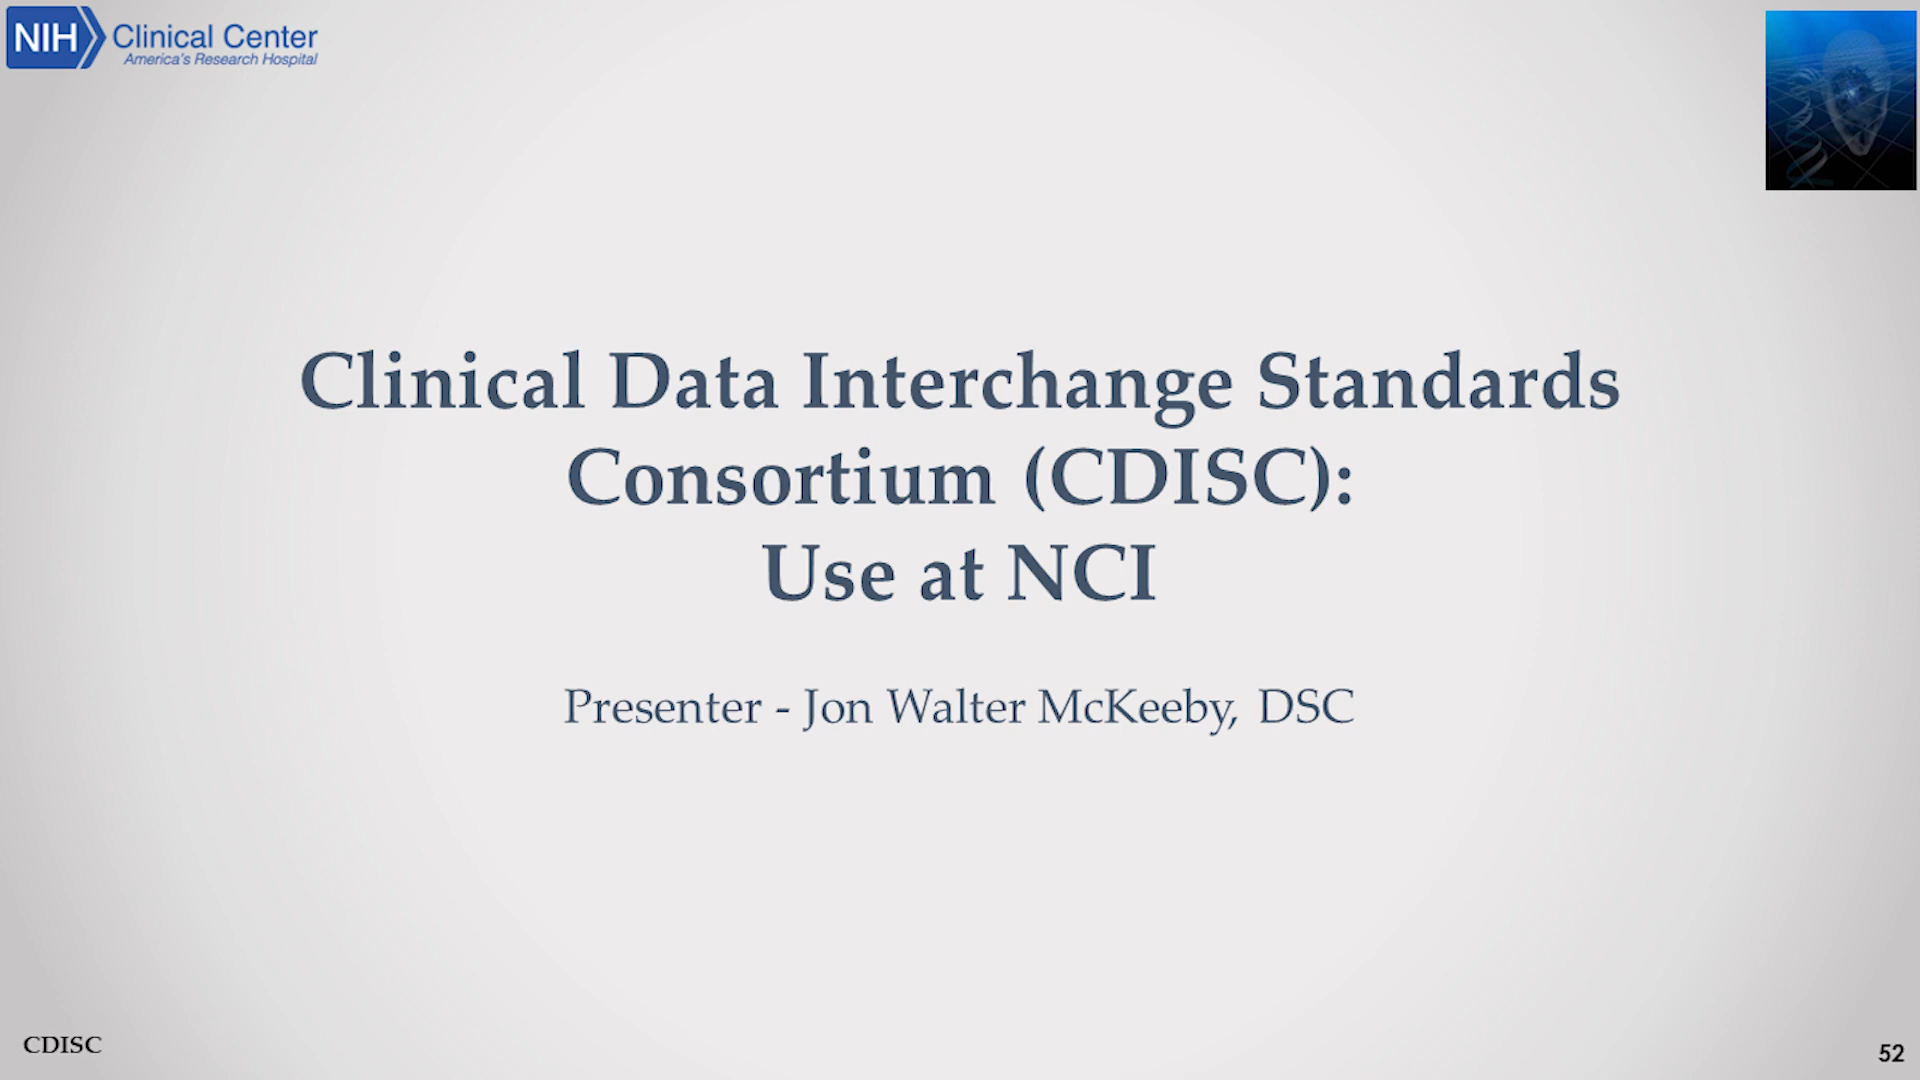 NIH Clinical Center
America's Research Hospital
Clinical Data Interchange Standards
Consortium (CDISC):
Use at NCI
Presenter - Jon Walter McKeeby, DSC
CDISC
52